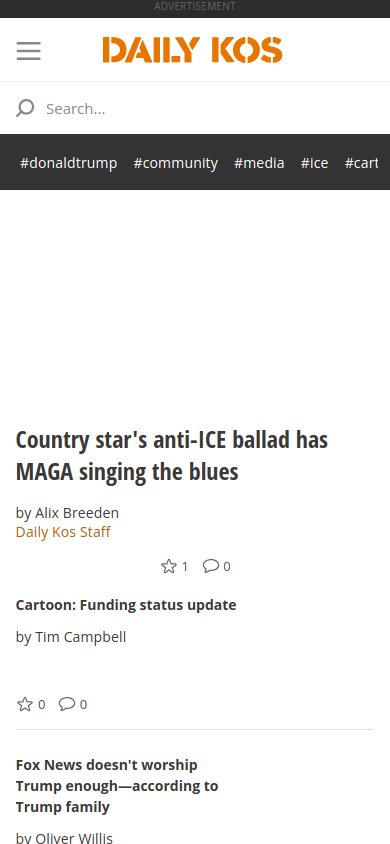 ADVERTISEMENT
DAILY KOS
Search...
#donaldtrump #community #media #ice #cart
Country star's anti-ICE ballad has
MAGA singing the blues
by Alix Breeden
Daily Kos Staff
1 0
Cartoon: Funding status update
by Tim Campbell
0 0
Fox News doesn't worship
Trump enough—according to
Trump family
by Oliver Willis